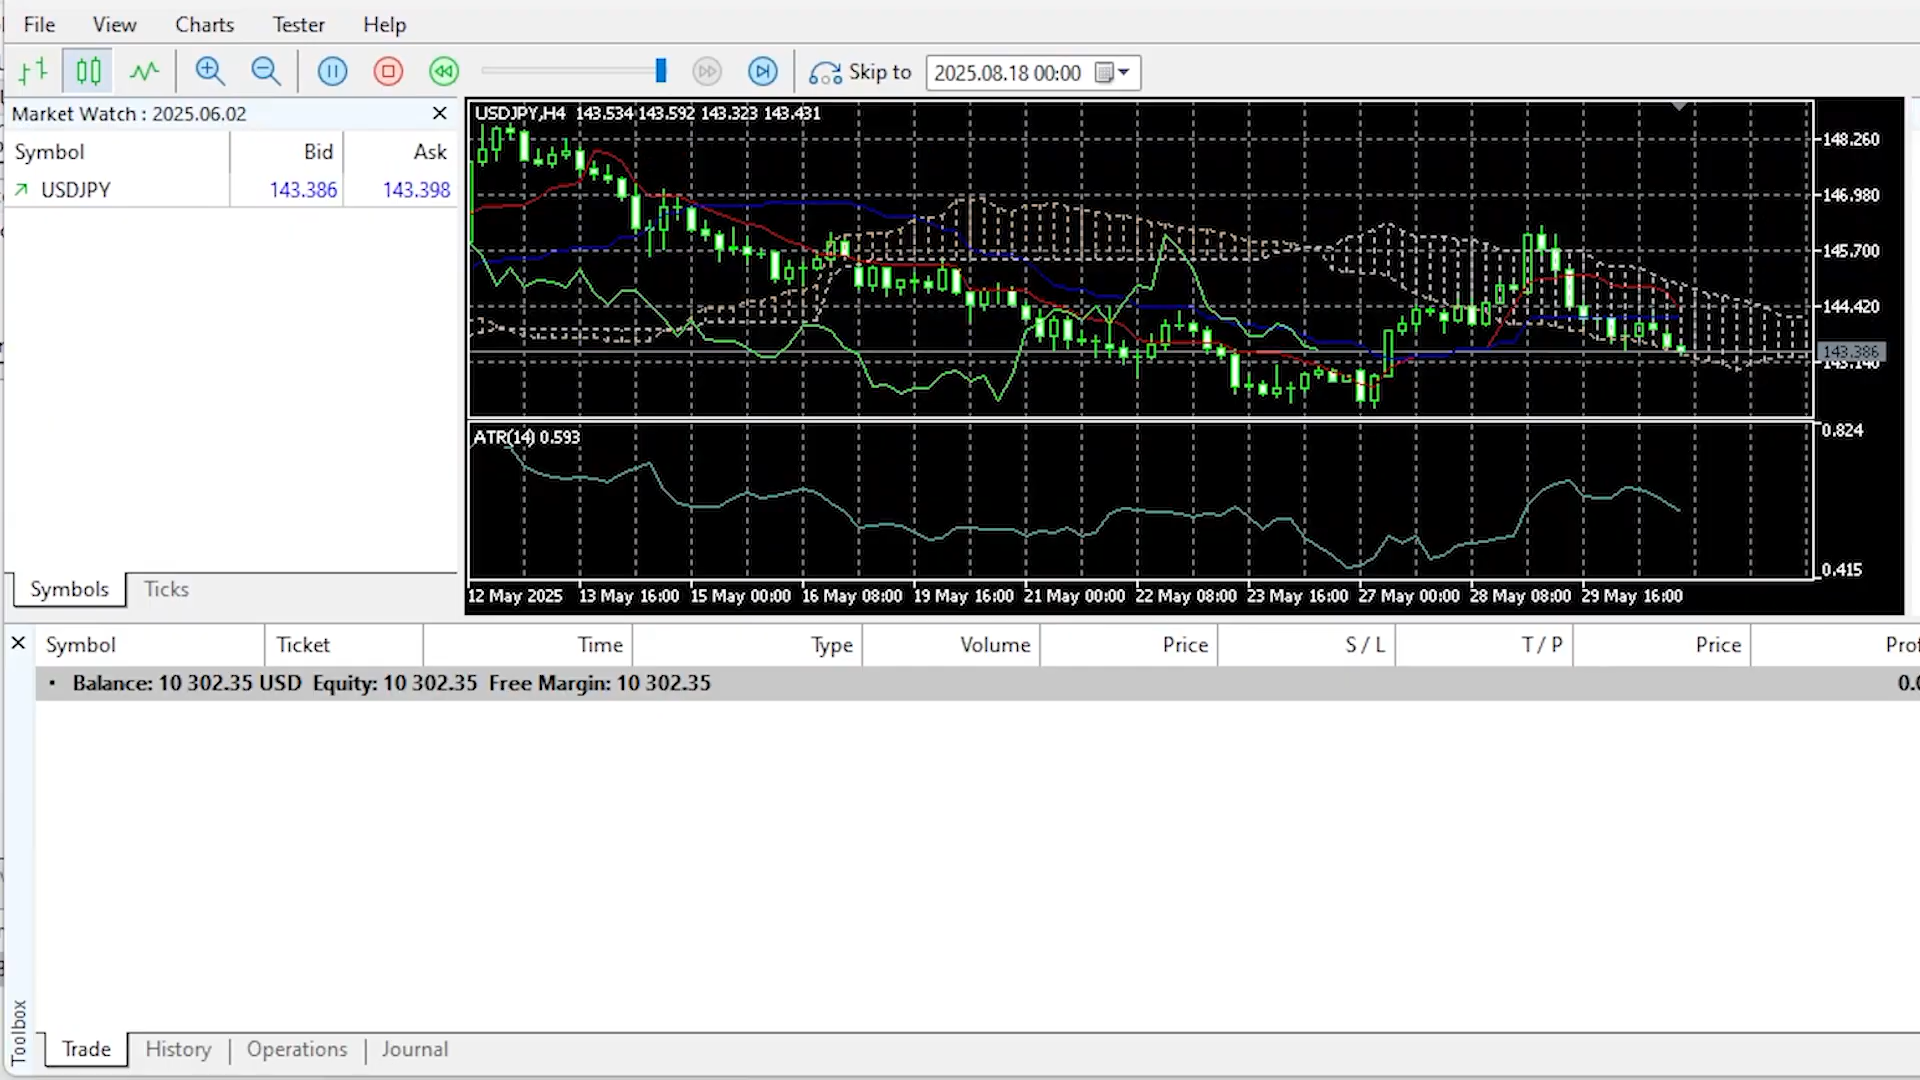 File View Charts Tester Help
Skip to 2025.08.18 00:00
Market Watch : 2025.06.02
Symbol Bid Ask
USDJPY 143.386 143.398
Symbols Ticks
USDJPY,H4 143.534 143.592 143.323 143.431
148.260
146.980
145.700
144.420
143.386
143.140
ATR(14) 0.593
0.824
0.415
12 May 2025 13 May 16:00 15 May 00:00 16 May 08:00 19 May 16:00 21 May 00:00 22 May 08:00 23 May 16:00 27 May 00:00 28 May 08:00 29 May 16:00
Symbol Ticket Time Type Volume Price S / L T / P Price
Balance: 10 302.35 USD Equity: 10 302.35 Free Margin: 10 302.35
Toolbox
Trade History Operations Journal